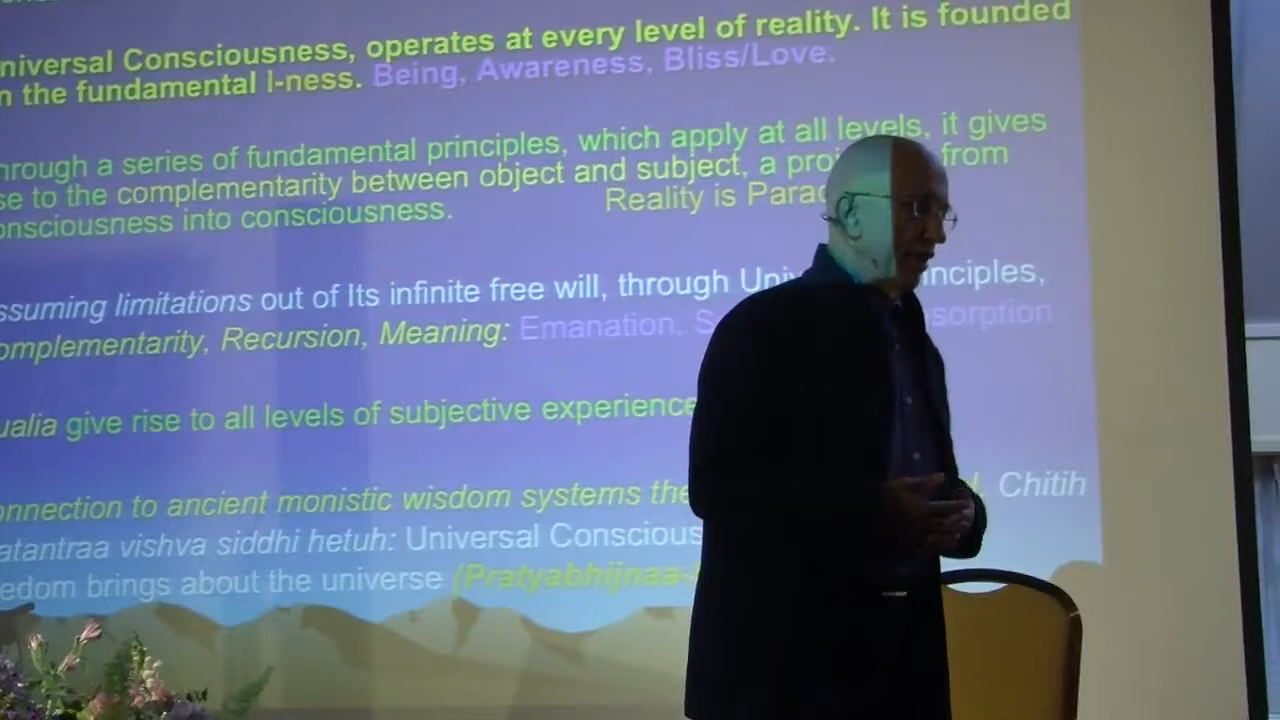 niversal Consciousness, operates at every level of reality. It is founded
n the fundamental I-ness. Being, Awareness, Bliss/Love.
hrough a series of fundamental principles, which apply at all levels, it gives
se to the complementarity between object and subject, a from
onsciousness into consciousness. Reality is
ssuming limitations out of Its infinite free will, through
omplementarity, Recursion, Meaning: Emanation,
ualia give rise to all levels of subjective experience
onnection to ancient monistic wisdom systems Chitih
atantraa vishva siddhi hetuh: Universal
edom brings about the universe (Pratyabhijnaa-